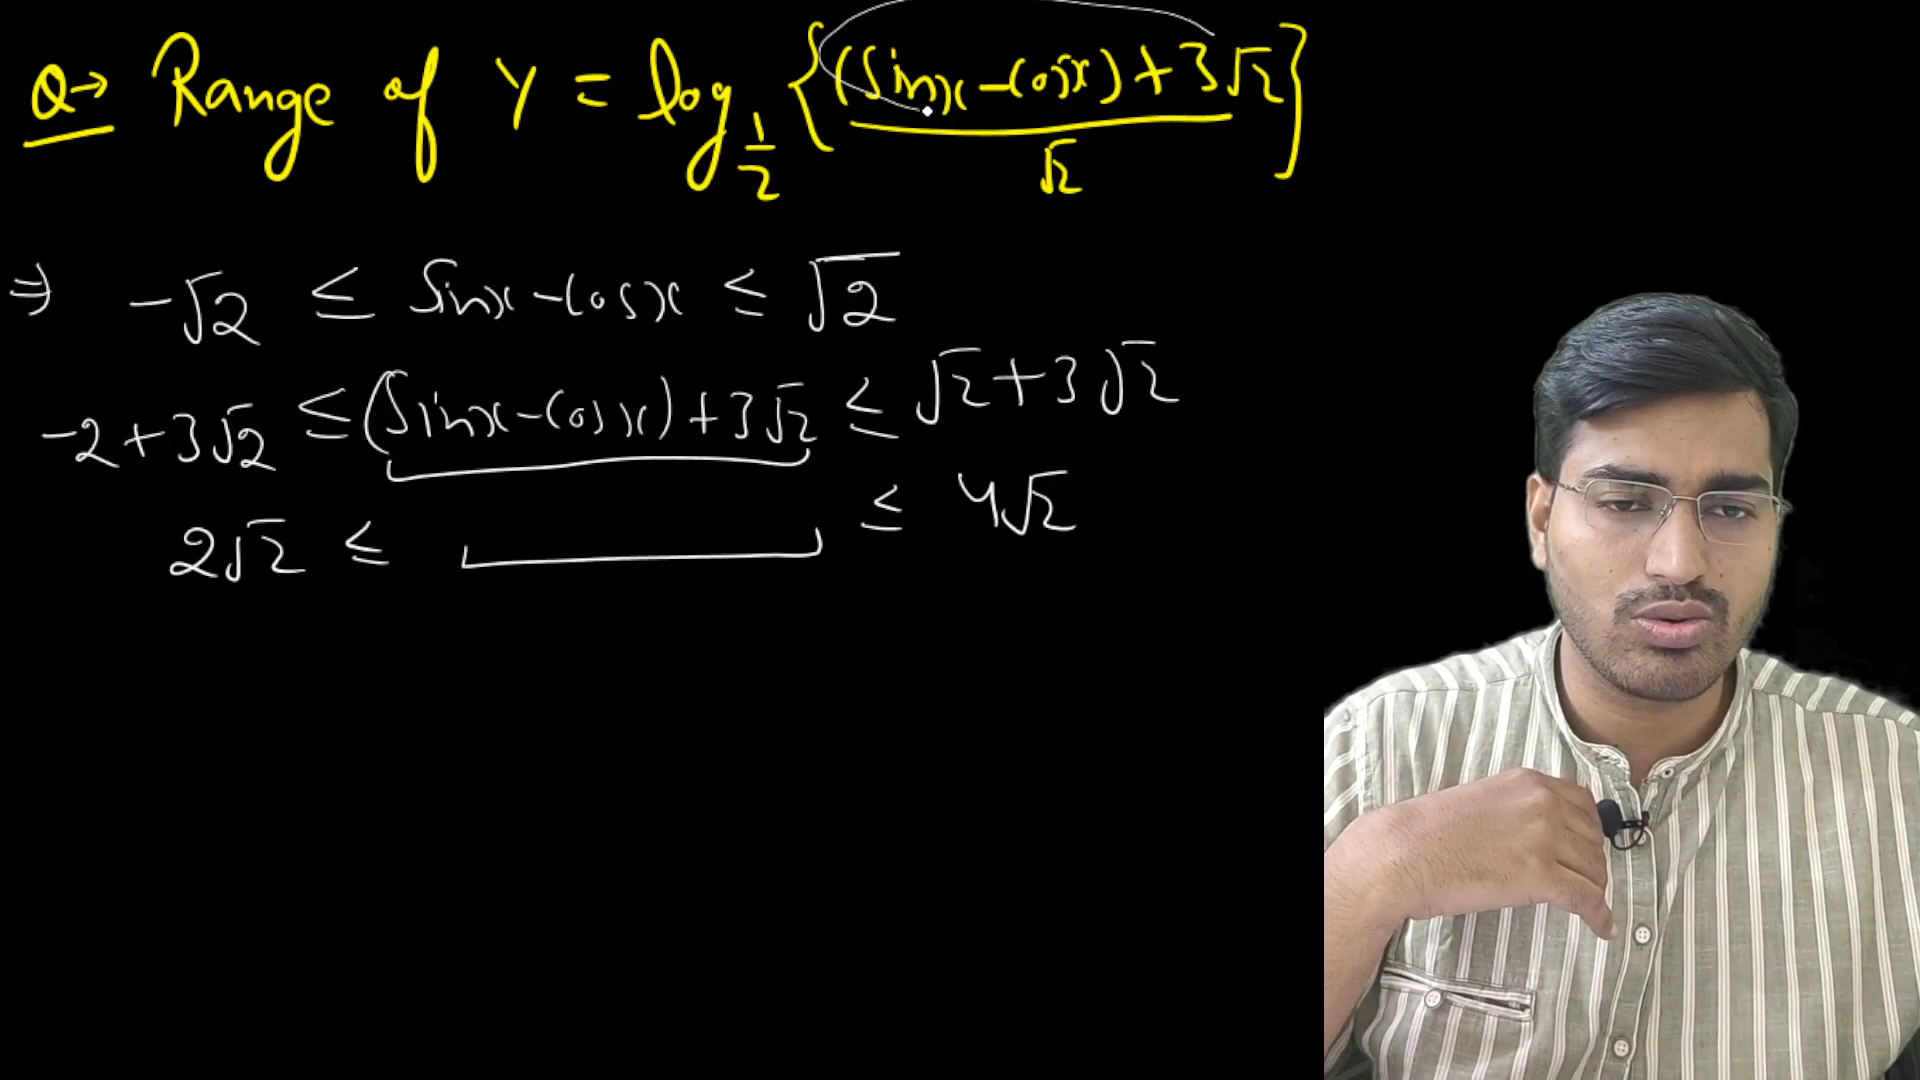 Q→ Range of Y = log_{1/2} { ((Sinx - Cosx) + 3√2) / √2 }
⇒ -√2 ≤ Sinx - Cosx ≤ √2
-2 + 3√2 ≤ (Sinx - Cosx) + 3√2 ≤ √2 + 3√2
2√2 ≤ ≤ 4√2